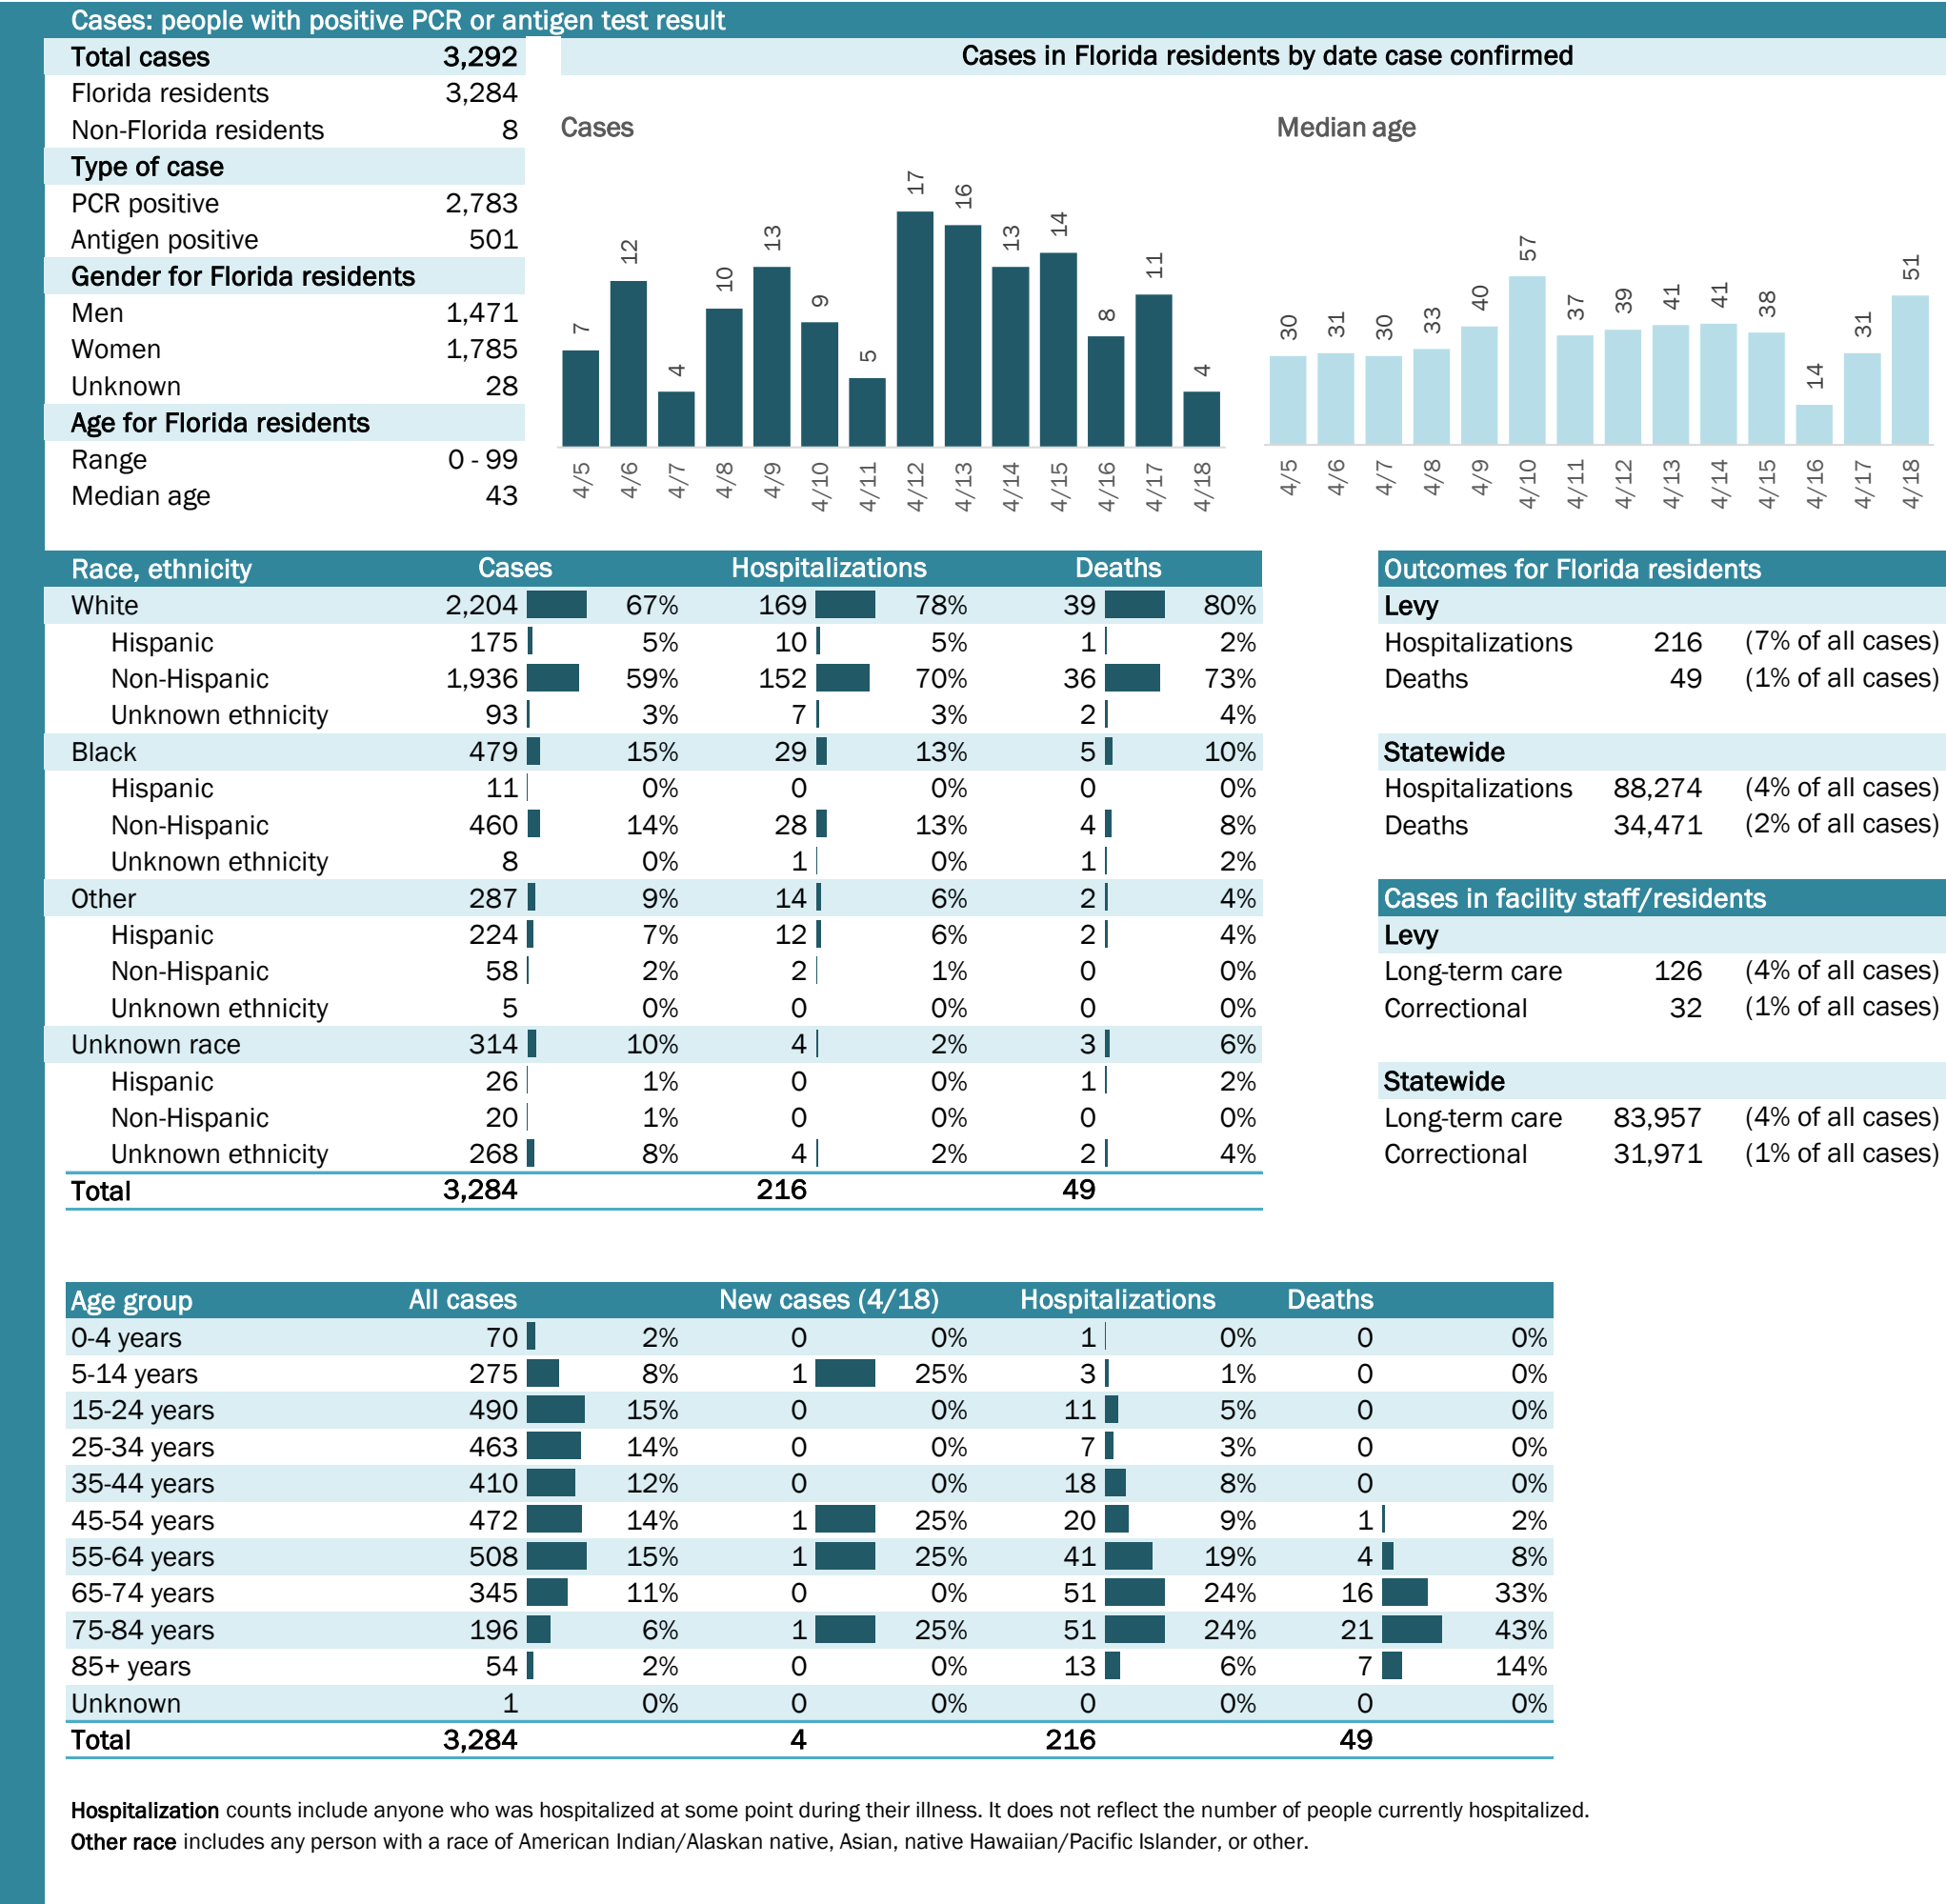 Cases: people with positive PCR or antigen test result
Total cases 3,292
Florida residents 3,284
Non-Florida residents 8
Type of case
PCR positive 2,783
Antigen positive 501
Gender for Florida residents
Men 1,471
Women 1,785
Unknown 28
Age for Florida residents
Range 0 - 99
Median age 43
Cases in Florida residents by date case confirmed
Cases
7 12 4 10 13 9 5 17 16 13 14 8 11 4
4/5 4/6 4/7 4/8 4/9 4/10 4/11 4/12 4/13 4/14 4/15 4/16 4/17 4/18
Median age
30 31 30 33 40 57 37 39 41 41 38 14 31 51
4/5 4/6 4/7 4/8 4/9 4/10 4/11 4/12 4/13 4/14 4/15 4/16 4/17 4/18
Race, ethnicity Cases Hospitalizations Deaths
White 2,204 67% 169 78% 39 80%
Hispanic 175 5% 10 5% 1 2%
Non-Hispanic 1,936 59% 152 70% 36 73%
Unknown ethnicity 93 3% 7 3% 2 4%
Black 479 15% 29 13% 5 10%
Hispanic 11 0% 0 0% 0 0%
Non-Hispanic 460 14% 28 13% 4 8%
Unknown ethnicity 8 0% 1 0% 1 2%
Other 287 9% 14 6% 2 4%
Hispanic 224 7% 12 6% 2 4%
Non-Hispanic 58 2% 2 1% 0 0%
Unknown ethnicity 5 0% 0 0% 0 0%
Unknown race 314 10% 4 2% 3 6%
Hispanic 26 1% 0 0% 1 2%
Non-Hispanic 20 1% 0 0% 0 0%
Unknown ethnicity 268 8% 4 2% 2 4%
Total 3,284 216 49
Outcomes for Florida residents
Levy
Hospitalizations 216 (7% of all cases)
Deaths 49 (1% of all cases)
Statewide
Hospitalizations 88,274 (4% of all cases)
Deaths 34,471 (2% of all cases)
Cases in facility staff/residents
Levy
Long-term care 126 (4% of all cases)
Correctional 32 (1% of all cases)
Statewide
Long-term care 83,957 (4% of all cases)
Correctional 31,971 (1% of all cases)
Age group All cases New cases (4/18) Hospitalizations Deaths
0-4 years 70 2% 0 0% 1 0% 0 0%
5-14 years 275 8% 1 25% 3 1% 0 0%
15-24 years 490 15% 0 0% 11 5% 0 0%
25-34 years 463 14% 0 0% 7 3% 0 0%
35-44 years 410 12% 0 0% 18 8% 0 0%
45-54 years 472 14% 1 25% 20 9% 1 2%
55-64 years 508 15% 1 25% 41 19% 4 8%
65-74 years 345 11% 0 0% 51 24% 16 33%
75-84 years 196 6% 1 25% 51 24% 21 43%
85+ years 54 2% 0 0% 13 6% 7 14%
Unknown 1 0% 0 0% 0 0% 0 0%
Total 3,284 4 216 49
Hospitalization counts include anyone who was hospitalized at some point during their illness. It does not reflect the number of people currently hospitalized.
Other race includes any person with a race of American Indian/Alaskan native, Asian, native Hawaiian/Pacific Islander, or other.